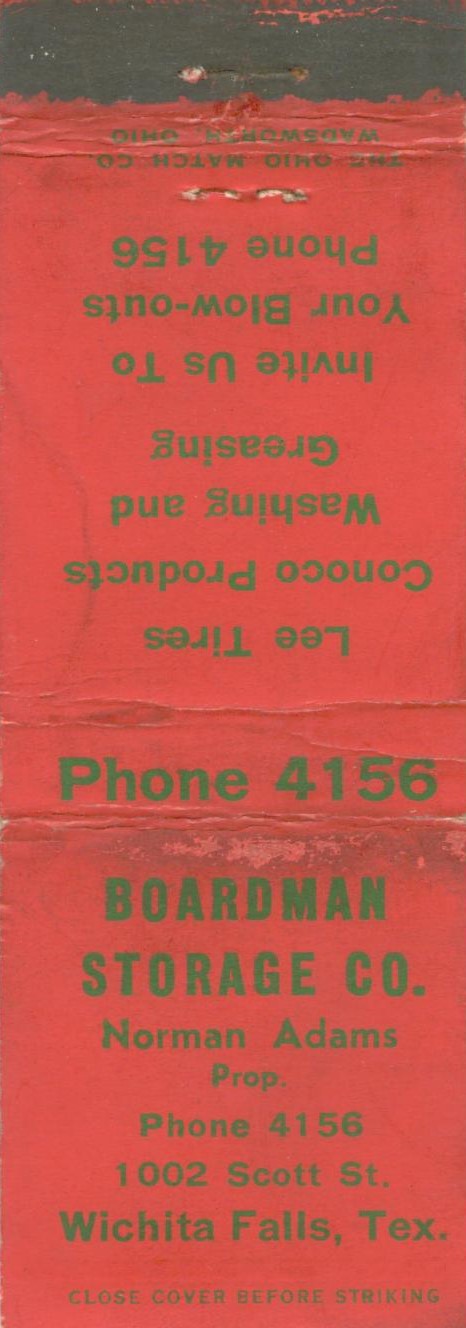 Lee Tires
Conoco Products
Washing and
Greasing
Invite Us To
Your Blow-outs
Phone 4156
THE OHIO MATCH CO.
WADSWORTH, OHIO
Phone 4156
BOARDMAN
STORAGE CO.
Norman Adams
Prop.
Phone 4156
1002 Scott St.
Wichita Falls, Tex.
CLOSE COVER BEFORE STRIKING